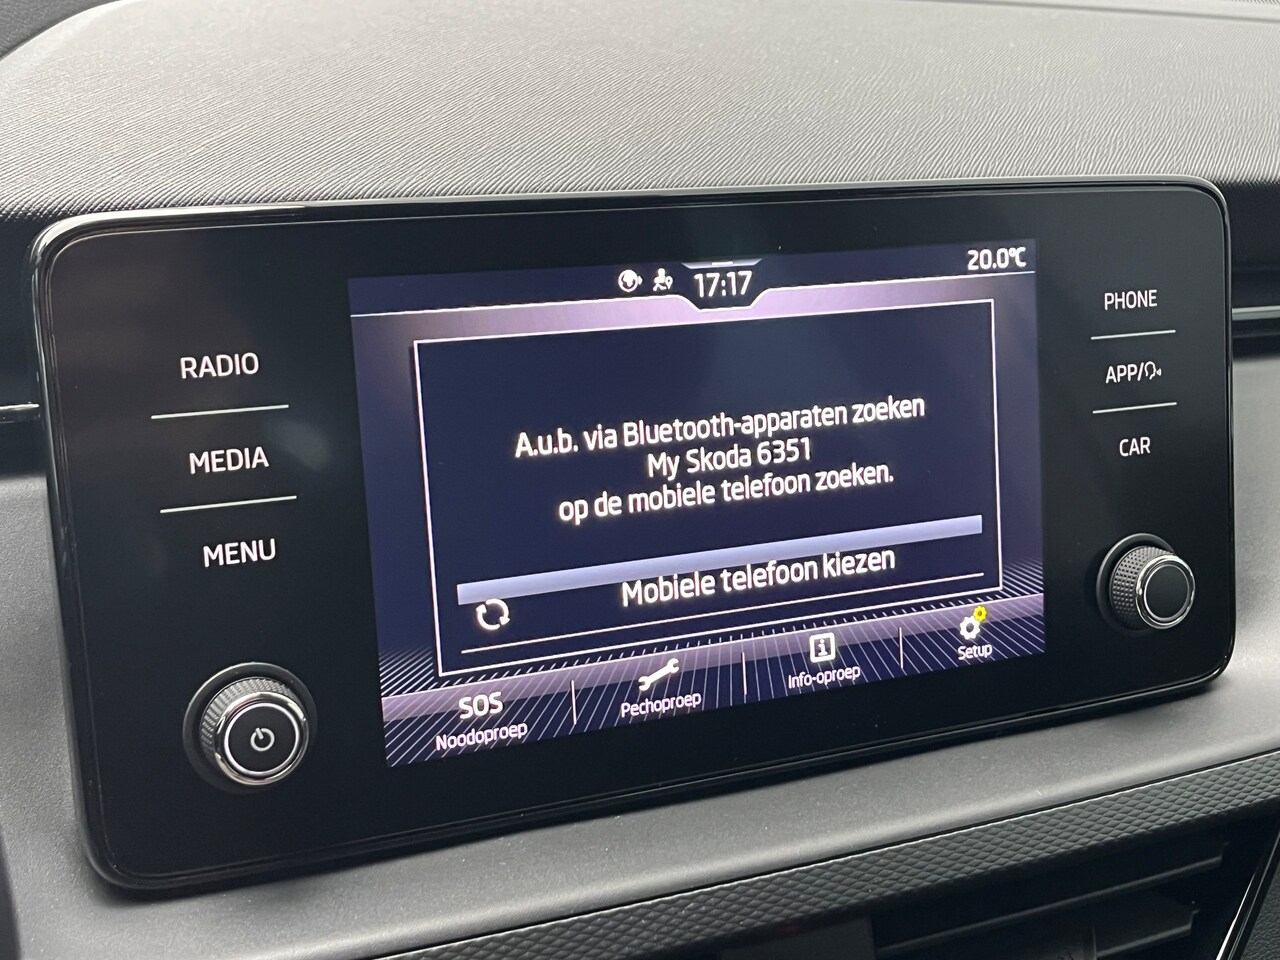 17:17
20.0°C
RADIO
MEDIA
MENU
A.u.b. via Bluetooth-apparaten zoeken
My Skoda 6351
op de mobiele telefoon zoeken.
Mobiele telefoon kiezen
SOS
Noodoproep
Pechoproep
Info-oproep
Setup
PHONE
APP/
CAR